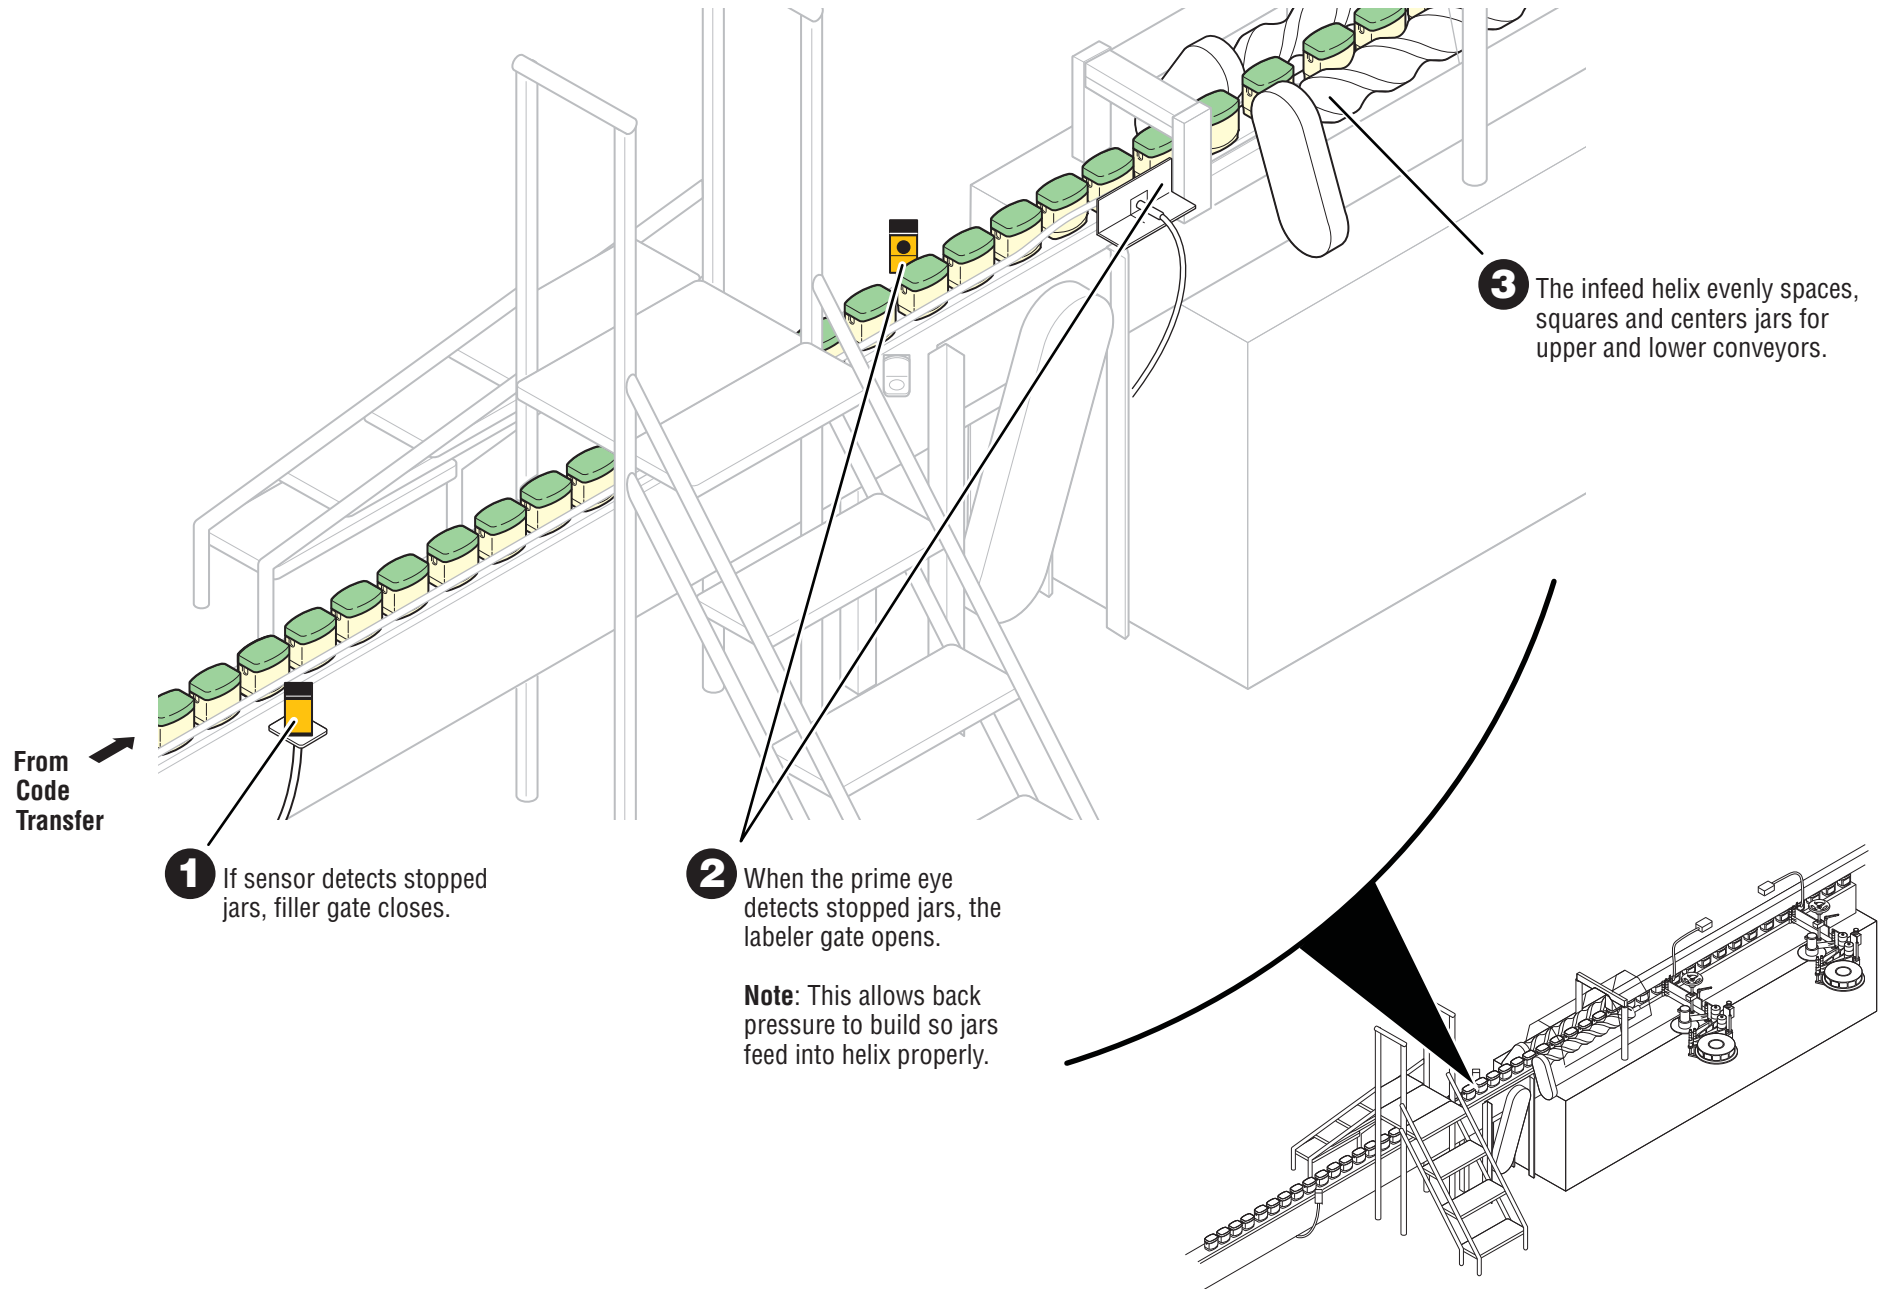 From
Code
Transfer
1
If sensor detects stopped
jars, filler gate closes.
2
When the prime eye
detects stopped jars, the
labeler gate opens.
Note: This allows back
pressure to build so jars
feed into helix properly.
3
The infeed helix evenly spaces,
squares and centers jars for
upper and lower conveyors.